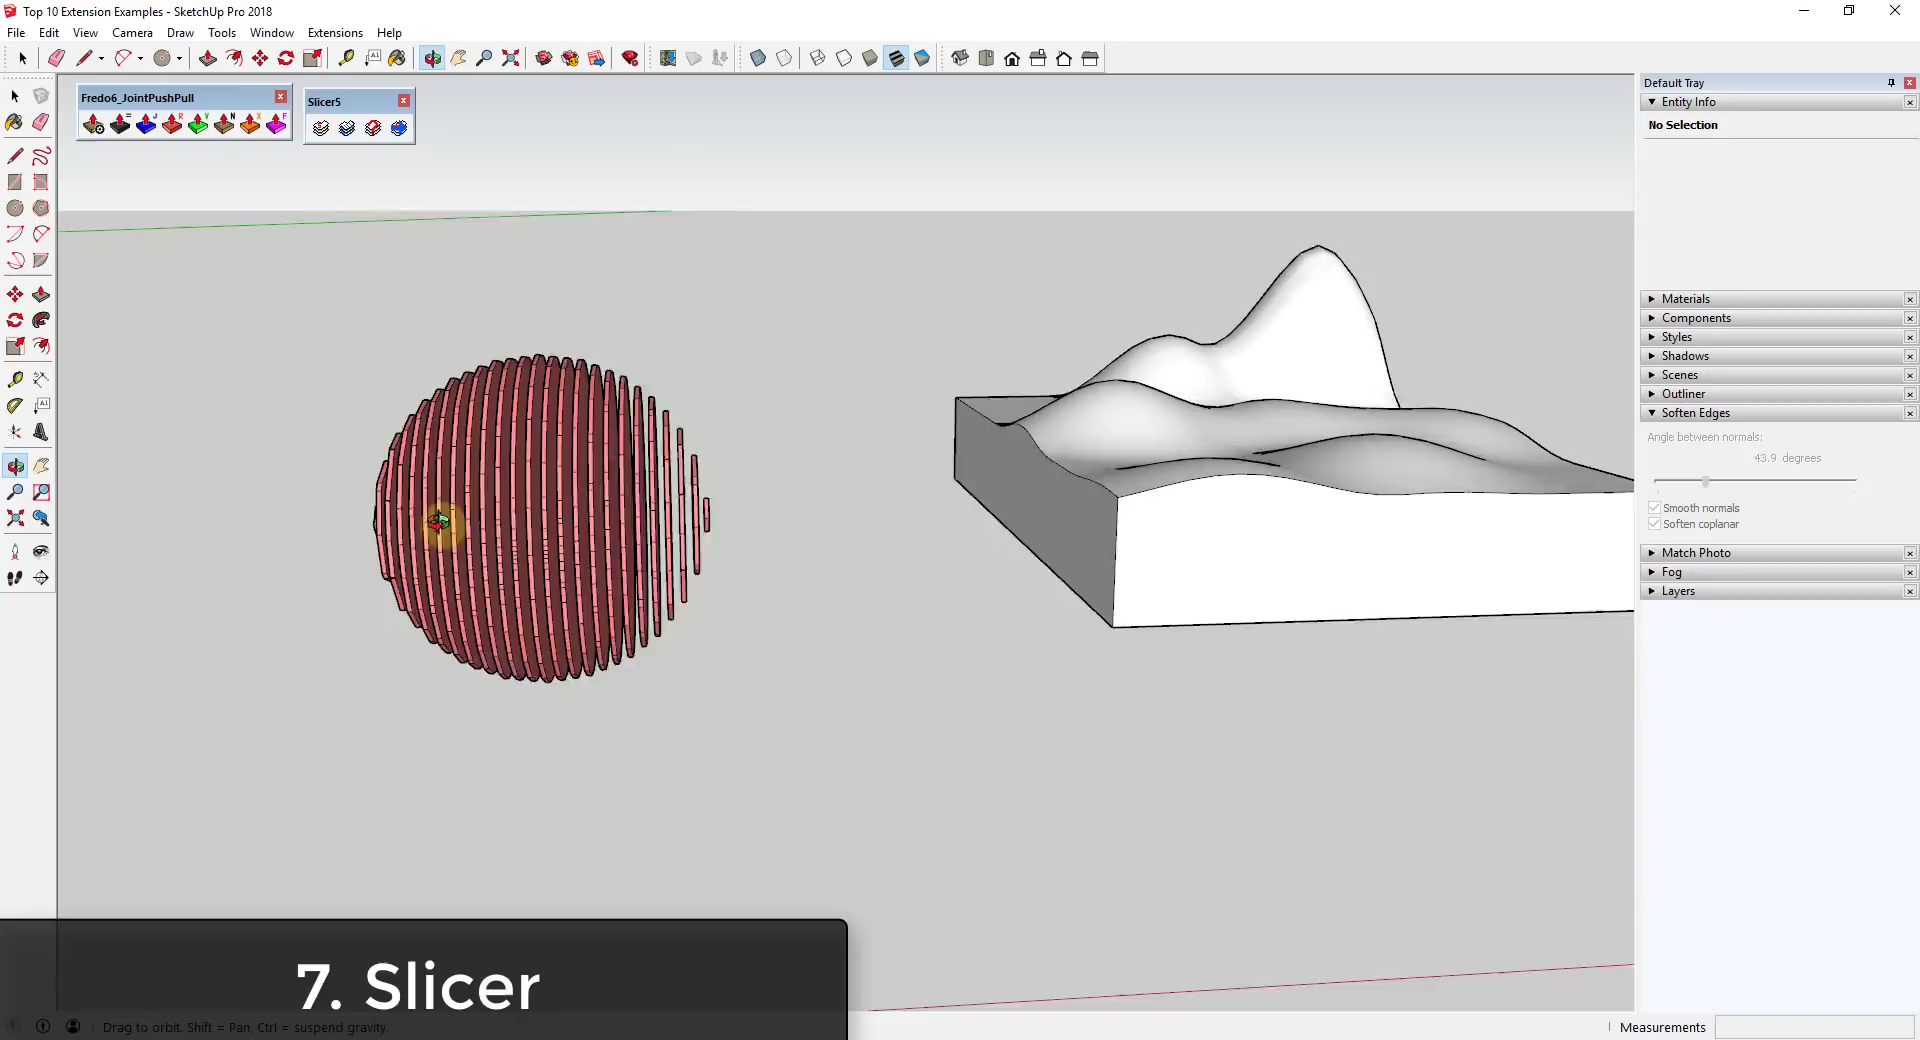 Top 10 Extension Examples - SketchUp Pro 2018
File Edit View Camera Draw Tools Window Extensions Help
Fredo6_JointPushPull
Slicer5
Default Tray
Entity Info
No Selection
Materials
Components
Styles
Shadows
Scenes
Outliner
Soften Edges
Angle between normals:
43.9 degrees
Smooth normals
Soften coplanar
Match Photo
Fog
Layers
7. Slicer
Drag to orbit. Shift = Pan, Ctrl = suspend gravity.
Measurements